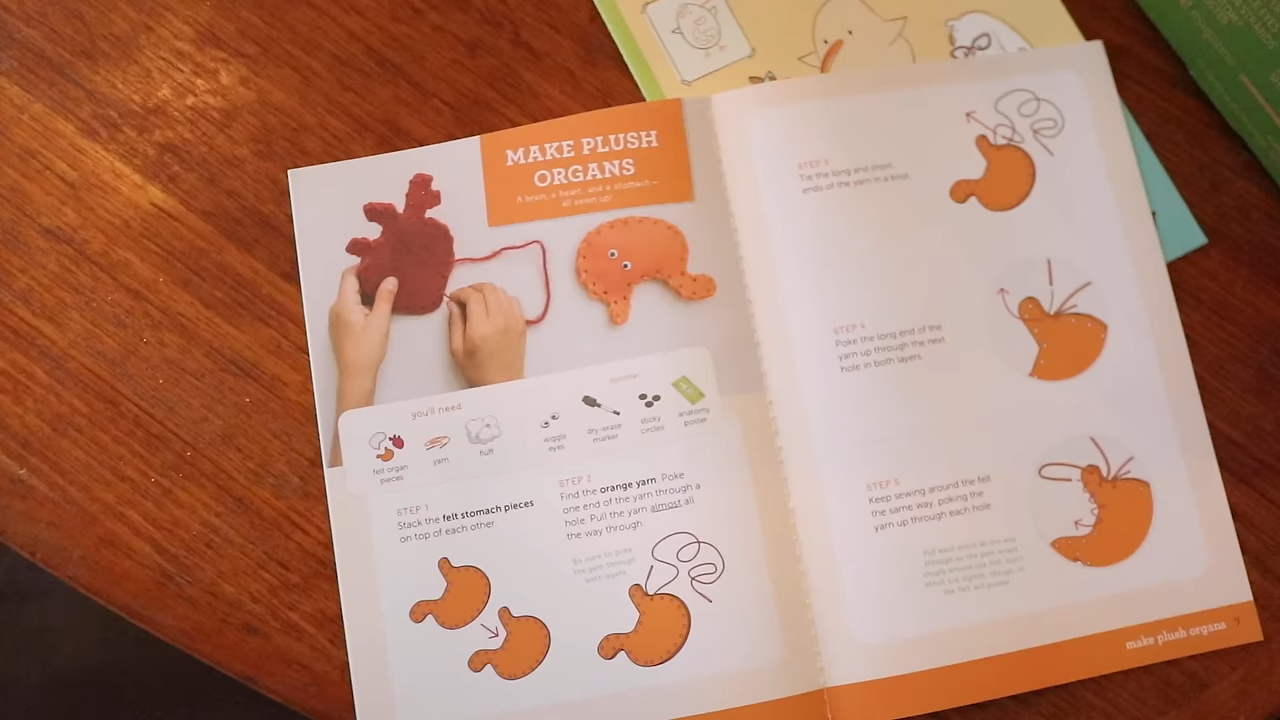 MAKE PLUSH
ORGANS
A brain, a heart, and a stomach –
all sewn up!
you'll need
felt organ
pieces
yarn
fluff
wiggle
eyes
dry-erase
marker
sticky
circles
anatomy
poster
STEP 1
Stack the felt stomach pieces
on top of each other
STEP 2
Find the orange yarn. Poke
one end of the yarn through a
hole. Pull the yarn almost all
the way through.
Be sure to poke
the yarn through
both layers.
STEP 3
Tie the long and short
ends of the yarn in a knot.
STEP 4
Poke the long end of the
yarn up through the next
hole in both layers.
STEP 5
Keep sewing around the felt
the same way, poking the
yarn up through each hole
make plush organs 7